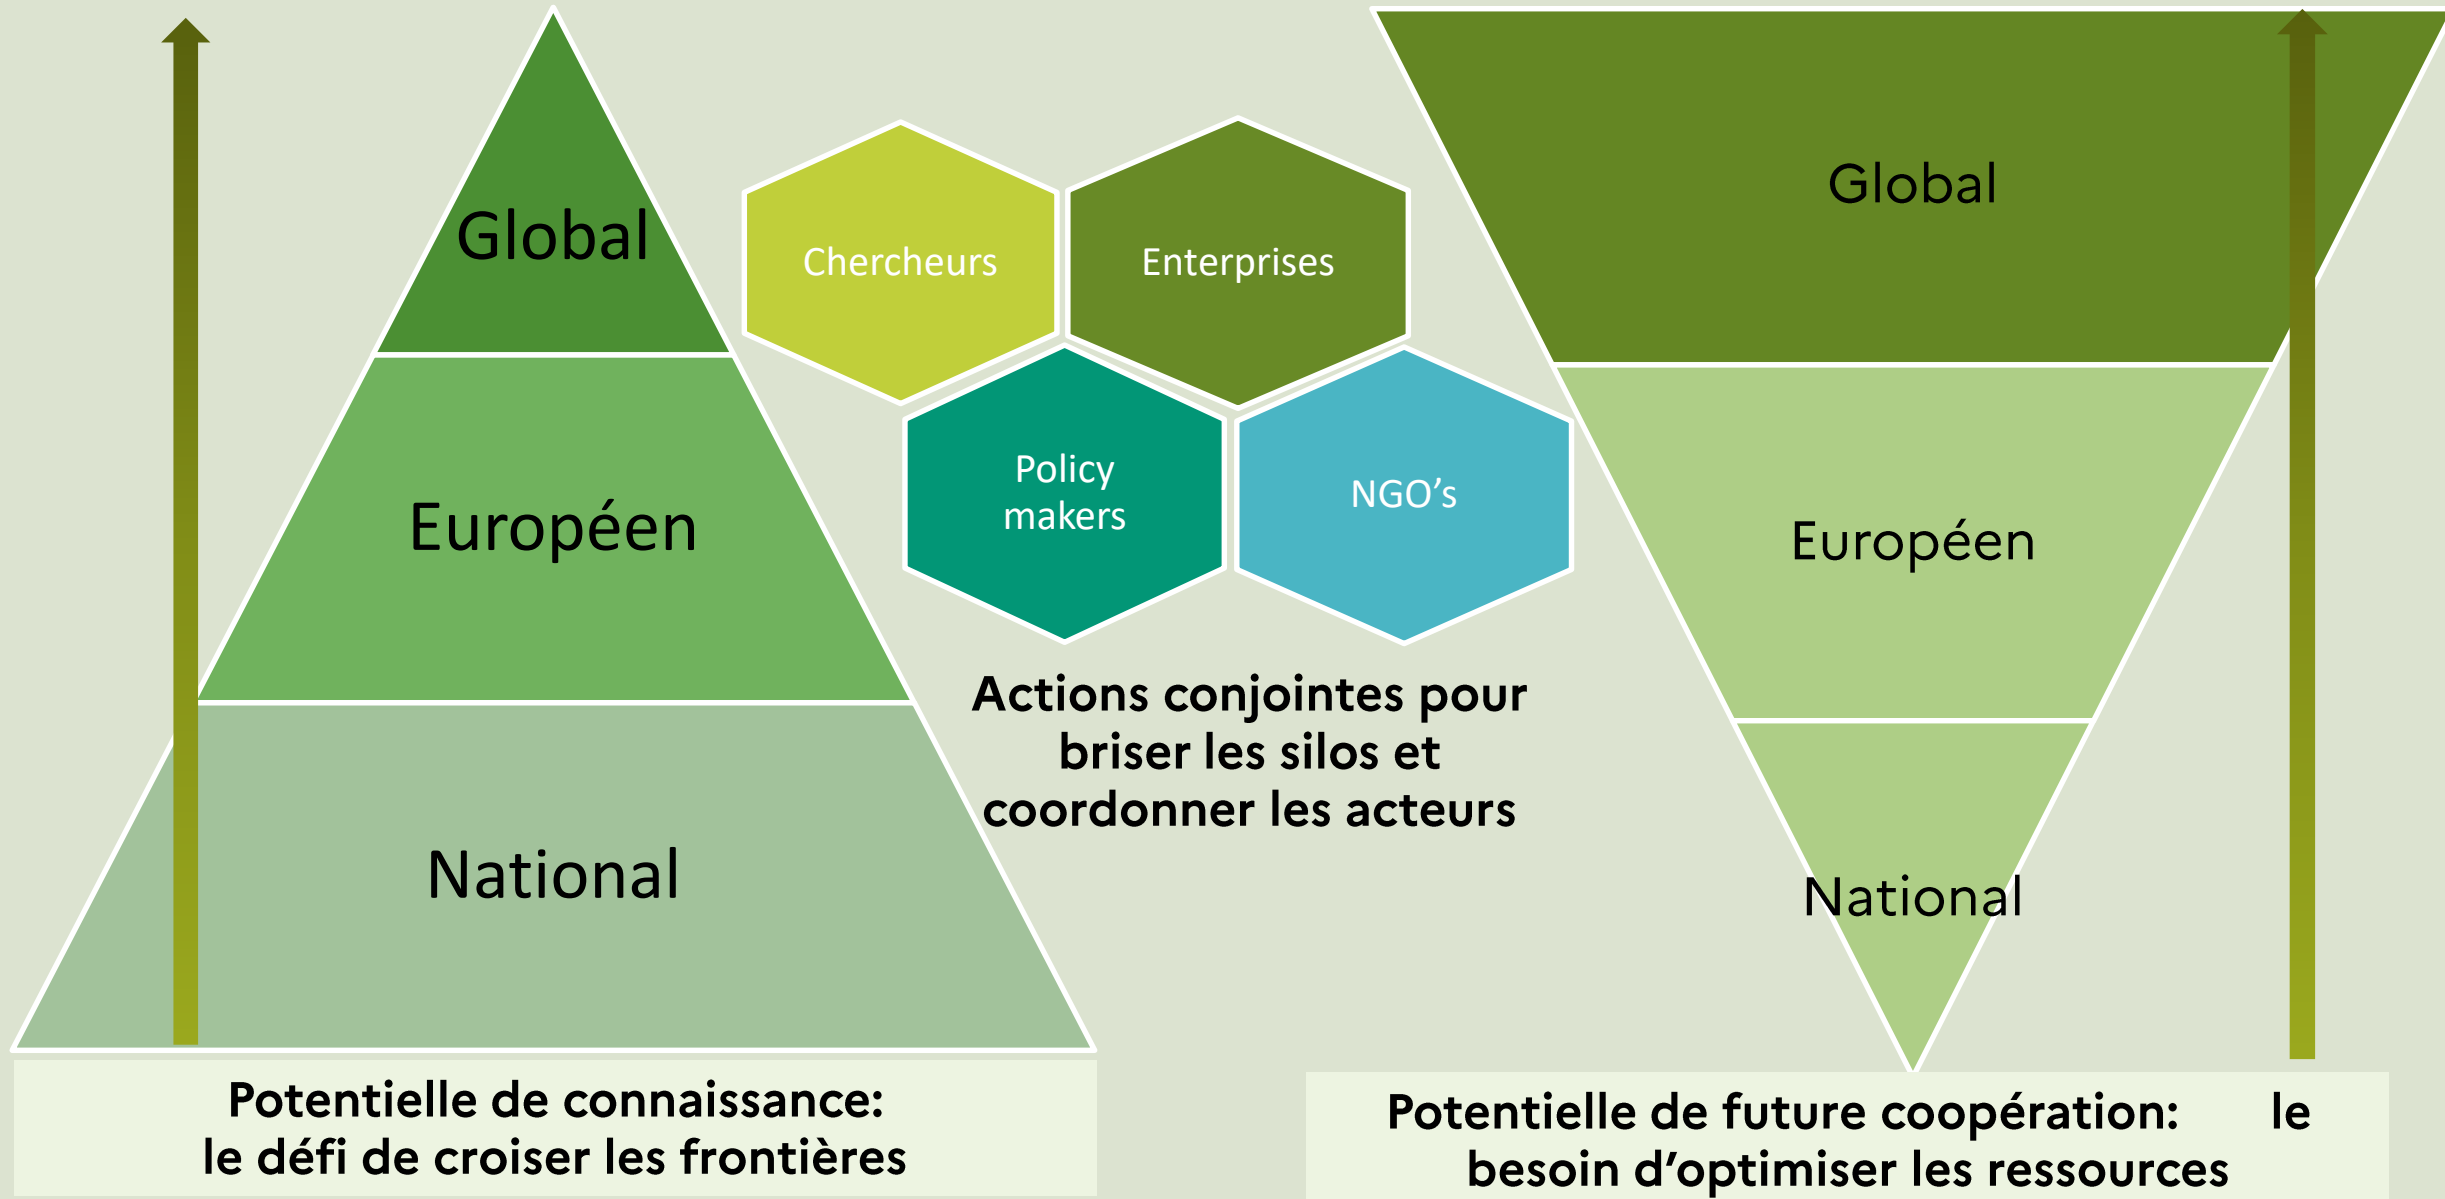 Global
Européen
National
Potentielle de connaissance:
le défi de croiser les frontières
Chercheurs
Enterprises
Policy
makers
NGO’s
Actions conjointes pour
briser les silos et
coordonner les acteurs
Global
Européen
National
Potentielle de future coopération: le
besoin d’optimiser les ressources